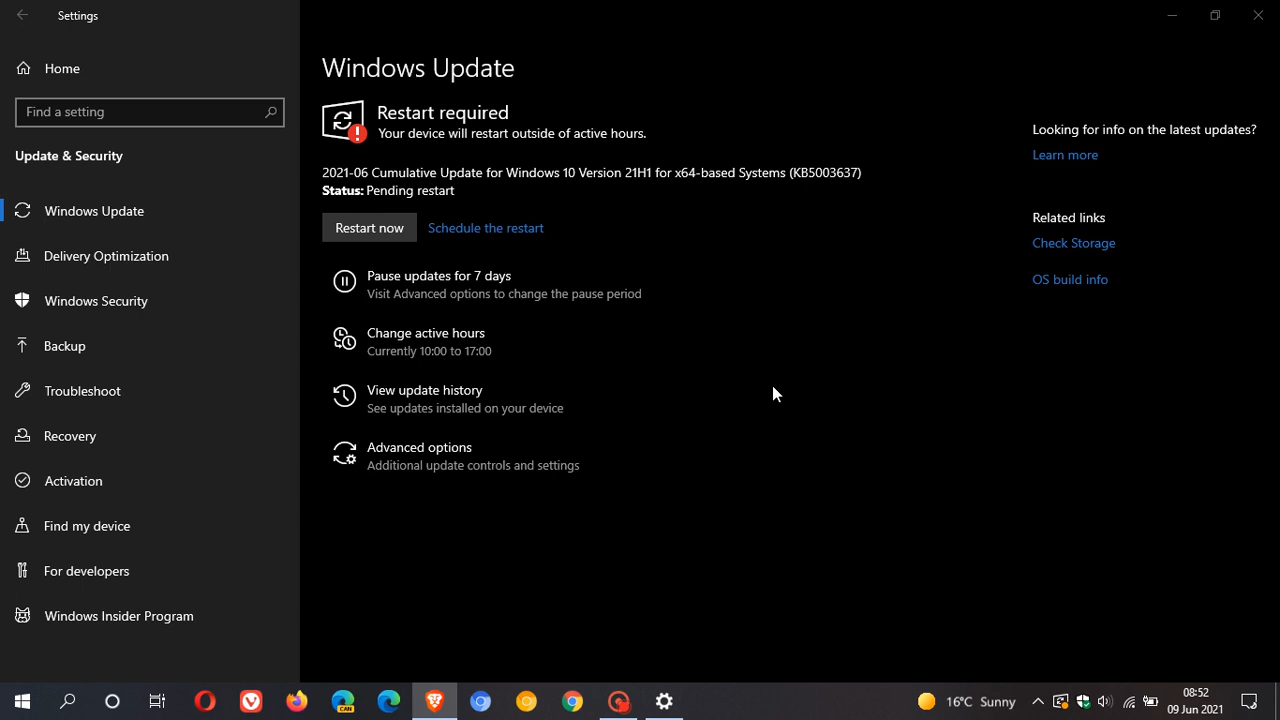 Settings
Home
Find a setting
Update & Security
Windows Update
Delivery Optimization
Windows Security
Backup
Troubleshoot
Recovery
Activation
Find my device
For developers
Windows Insider Program
Windows Update
Restart required
Your device will restart outside of active hours.
2021-06 Cumulative Update for Windows 10 Version 21H1 for x64-based Systems (KB5003637)
Status: Pending restart
Restart now
Schedule the restart
Pause updates for 7 days
Visit Advanced options to change the pause period
Change active hours
Currently 10:00 to 17:00
View update history
See updates installed on your device
Advanced options
Additional update controls and settings
Looking for info on the latest updates?
Learn more
Related links
Check Storage
OS build info
CAN
16°C Sunny
08:52
09 Jun 2021